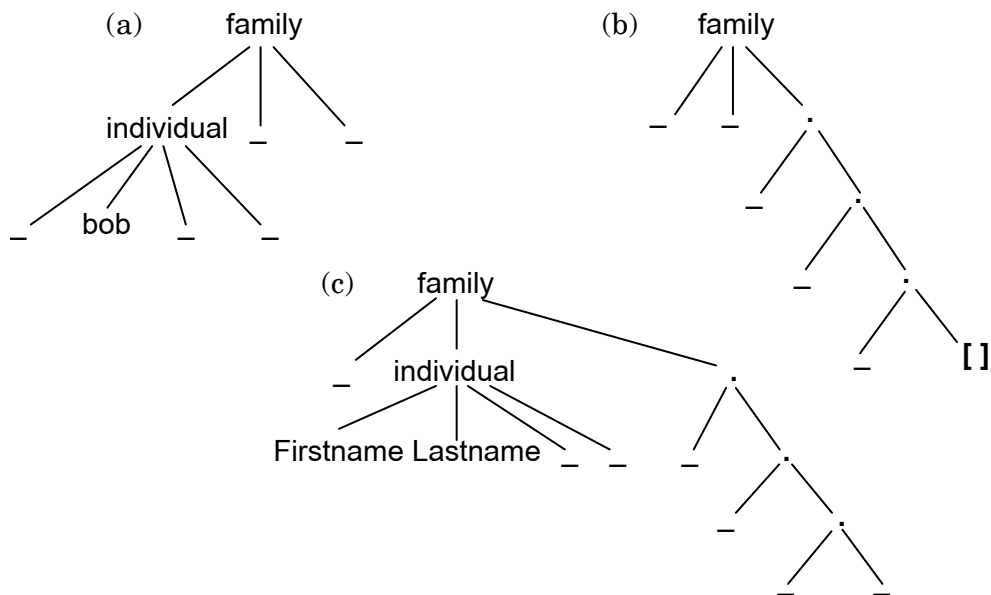 (a) family
individual _ _
_ bob _ _
(b) family
_ _ .
_ .
_ .
_ []
(c) family
_ individual .
Firstname Lastname _ _ _ .
_ .
_ _